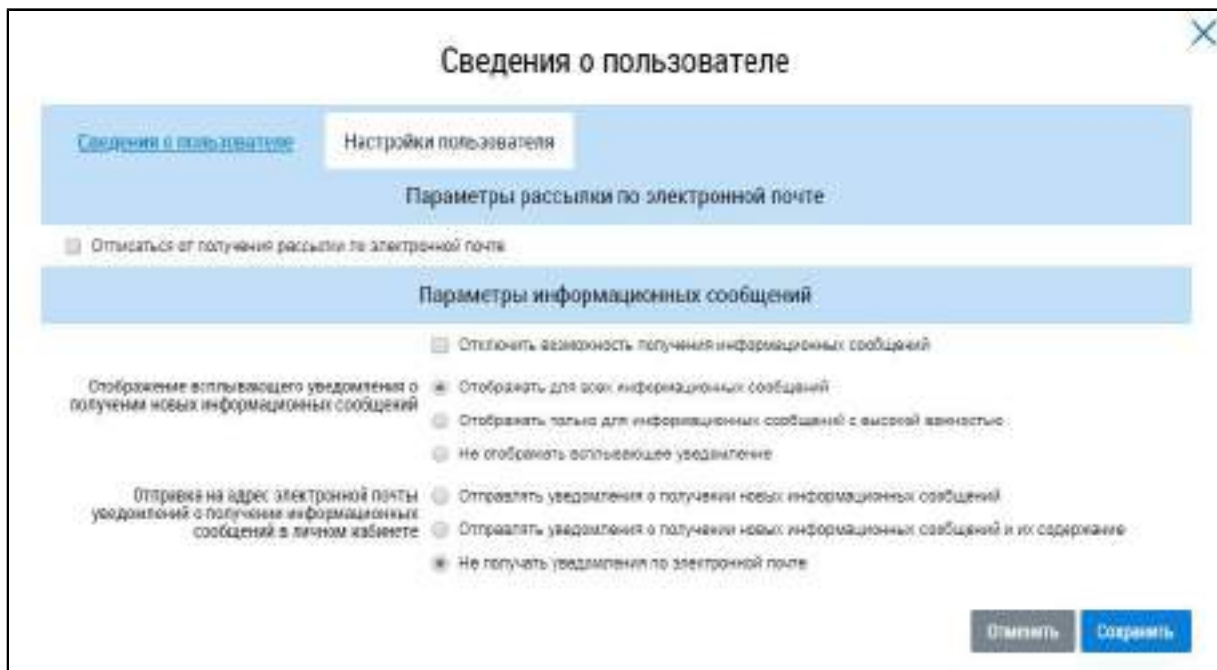 Сведения о пользователе
Сведения о пользователе
Настройки пользователя
Параметры рассылки по электронной почте
Отписаться от получения рассылки по электронной почте
Параметры информационных сообщений
Отключить возможность получения информационных сообщений
Отображение всплывающего уведомления о
получении новых информационных сообщений
Отображать для всех информационных сообщений
Отображать только для информационных сообщений с высокой важностью
Не отображать всплывающее уведомление
Отправка на адрес электронной почты
уведомлений о получении информационных
сообщений в личном кабинете
Отправлять уведомления о получении новых информационных сообщений
Отправлять уведомления о получении новых информационных сообщений и их содержание
Не получать уведомления по электронной почте
Отменить
Сохранить